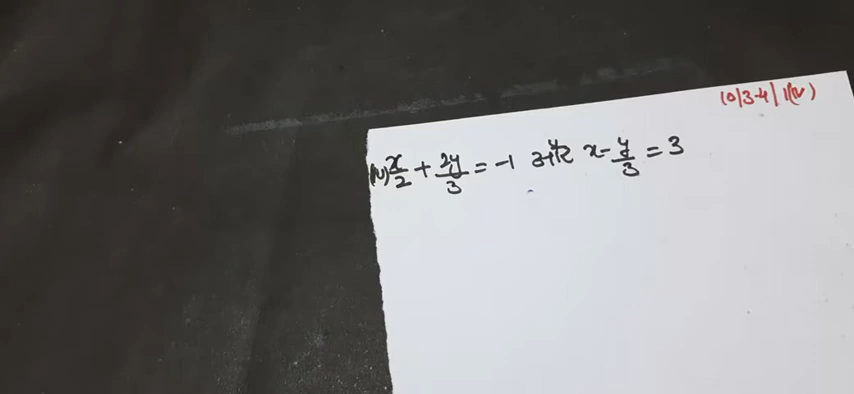 10/3.4/1(iv)
(iv) x/2 + 2y/3 = -1 और x - y/3 = 3